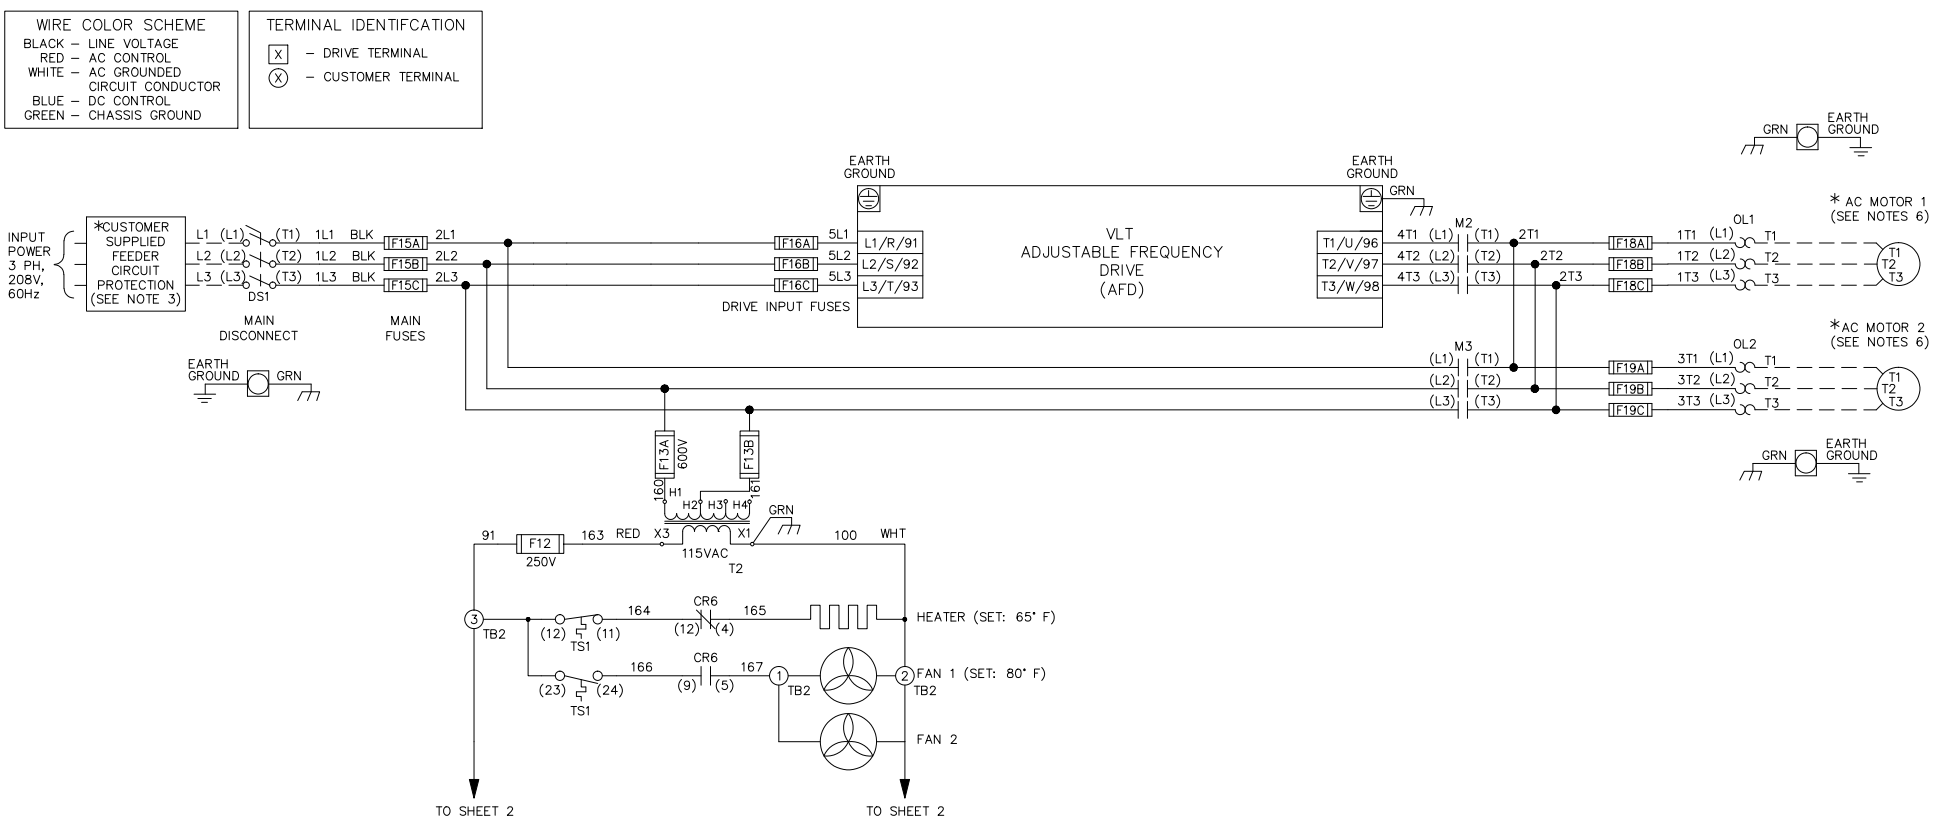 WIRE COLOR SCHEME
BLACK – LINE VOLTAGE
RED – AC CONTROL
WHITE – AC GROUNDED
CIRCUIT CONDUCTOR
BLUE – DC CONTROL
GREEN – CHASSIS GROUND
TERMINAL IDENTIFCATION
X – DRIVE TERMINAL
X – CUSTOMER TERMINAL
INPUT
POWER
3 PH,
208V,
60Hz
*CUSTOMER
SUPPLIED
FEEDER
CIRCUIT
PROTECTION
(SEE NOTE 3)
L1 (L1) (T1) 1L1 BLK F15A 2L1
L2 (L2) (T2) 1L2 BLK F15B 2L2
L3 (L3) (T3) 1L3 BLK F15C 2L3
DS1
MAIN
DISCONNECT
MAIN
FUSES
EARTH
GROUND
GRN
F16A 5L1
F16B 5L2
F16C 5L3
DRIVE INPUT FUSES
EARTH
GROUND
L1/R/91
L2/S/92
L3/T/93
VLT
ADJUSTABLE FREQUENCY
DRIVE
(AFD)
EARTH
GROUND
GRN
T1/U/96
T2/V/97
T3/W/98
M2
4T1 (L1) (T1) 2T1
4T2 (L2) (T2) 2T2
4T3 (L3) (T3) 2T3
EARTH
GROUND
GRN
* AC MOTOR 1
(SEE NOTES 6)
OL1
F18A 1T1 (L1) T1
F18B 1T2 (L2) T2
F18C 1T3 (L3) T3
T1
T2
T3
M3
(L1) (T1)
(L2) (T2)
(L3) (T3)
*AC MOTOR 2
(SEE NOTES 6)
OL2
F19A 3T1 (L1) T1
F19B 3T2 (L2) T2
F19C 3T3 (L3) T3
T1
T2
T3
EARTH
GROUND
GRN
F13A
600V
F13B
160
161
H1
H2 H3 H4
GRN
91 F12 163 RED X3 X1 100 WHT
250V
115VAC
T2
3
TB2
164 CR6 165
(12) (11) (12) (4)
TS1
HEATER (SET: 65° F)
166 CR6 167
(23) (24) (9) (5)
TS1
1
TB2
2
TB2
FAN 1 (SET: 80° F)
FAN 2
TO SHEET 2
TO SHEET 2